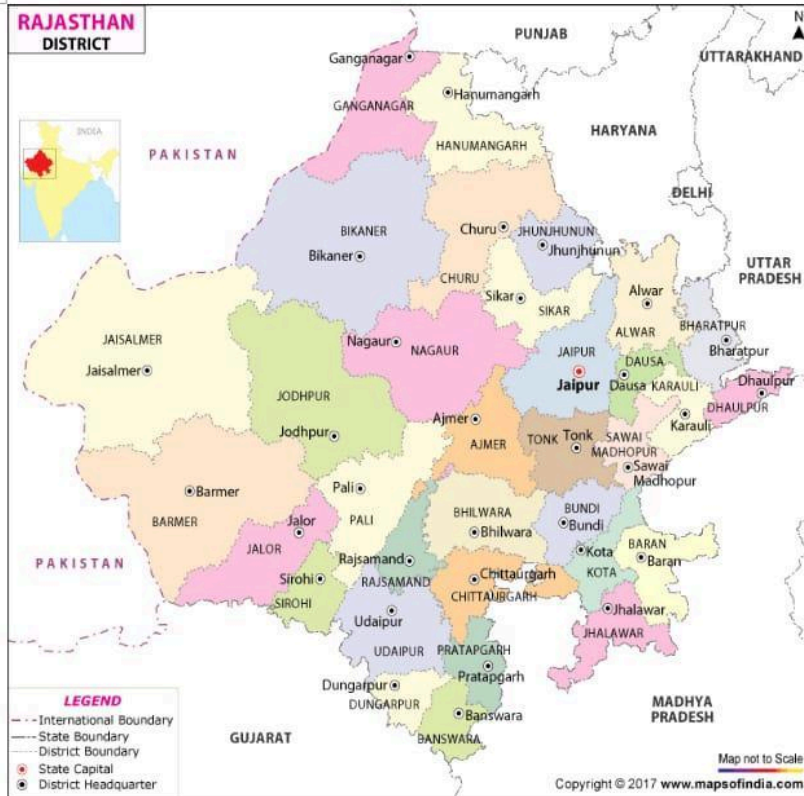 RAJASTHAN
DISTRICT
N
PUNJAB
UTTARAKHAND
Ganganagar
GANGANAGAR
Hanumangarh
HANUMANGARH
HARYANA
INDIA
PAKISTAN
DELHI
BIKANER
Bikaner
Churu
CHURU
JHUNJHUNUN
Jhunjhunun
UTTAR
PRADESH
Sikar
SIKAR
Alwar
ALWAR
BHARATPUR
Bharatpur
JAISALMER
Jaisalmer
Nagaur
NAGAUR
JAIPUR
Jaipur
DAUSA
Dausa
KARAULI
Karauli
Dhaulpur
DHAULPUR
JODHPUR
Jodhpur
Ajmer
AJMER
TONK
Tonk
SAWAI
MADHOPUR
Sawai
Madhopur
Barmer
BARMER
Pali
PALI
BHILWARA
Bhilwara
BUNDI
Bundi
Jalor
JALOR
Kota
KOTA
BARAN
Baran
PAKISTAN
Rajsamand
RAJSAMAND
Sirohi
SIROHI
Chittaurgarh
CHITTAURGARH
Udaipur
UDAIPUR
Jhalawar
JHALAWAR
PRATAPGARH
Pratapgarh
Dungarpur
DUNGARPUR
Banswara
BANSWARA
GUJARAT
MADHYA
PRADESH
LEGEND
International Boundary
State Boundary
District Boundary
State Capital
District Headquarter
Map not to Scale
Copyright © 2017 www.mapsofindia.com